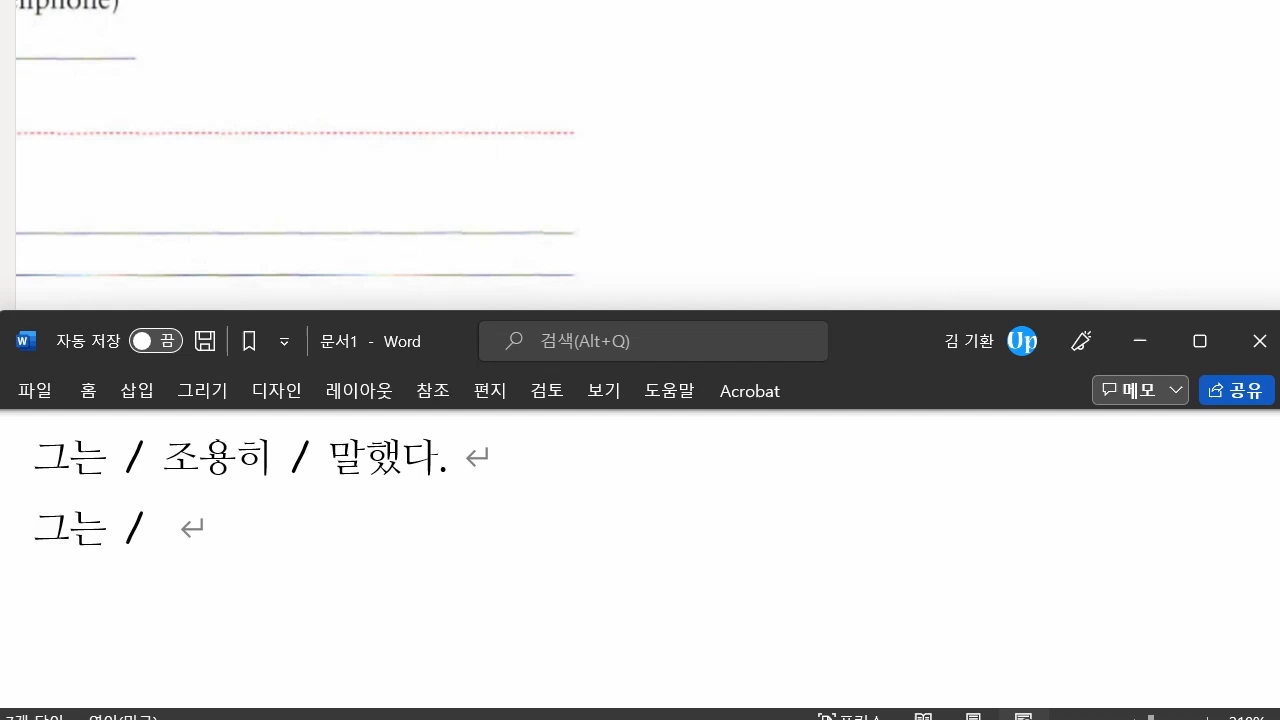 자동 저장 끔 문서1 - Word 검색(Alt+Q) 김 기환 Up
파일 홈 삽입 그리기 디자인 레이아웃 참조 편지 검토 보기 도움말 Acrobat 메모 공유
그는 / 조용히 / 말했다. ↵
그는 / ↵